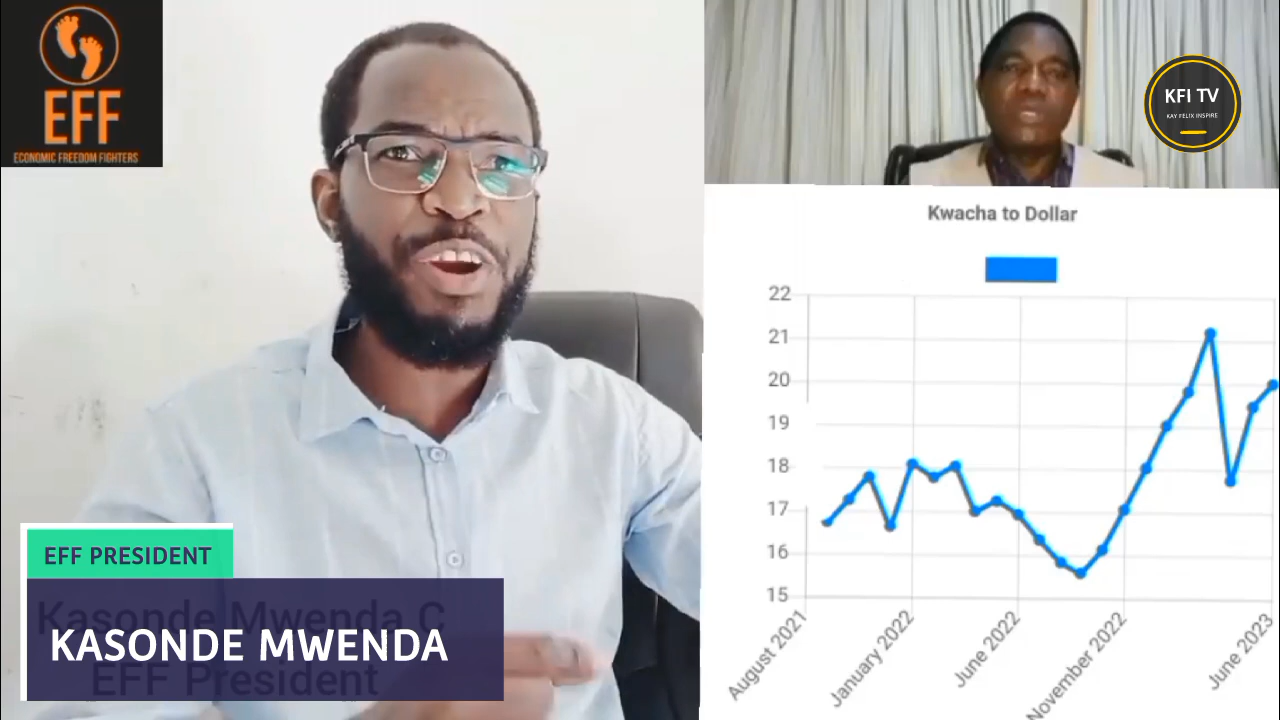 EFF
ECONOMIC FREEDOM FIGHTERS
KFI TV
KAY FELIX INSPIRE
Kwacha to Dollar
22
21
20
19
18
17
16
15
August 2021
January 2022
June 2022
November 2022
June 2023
EFF PRESIDENT
Kasonde Mwenda C
KASONDE MWENDA
EFF President